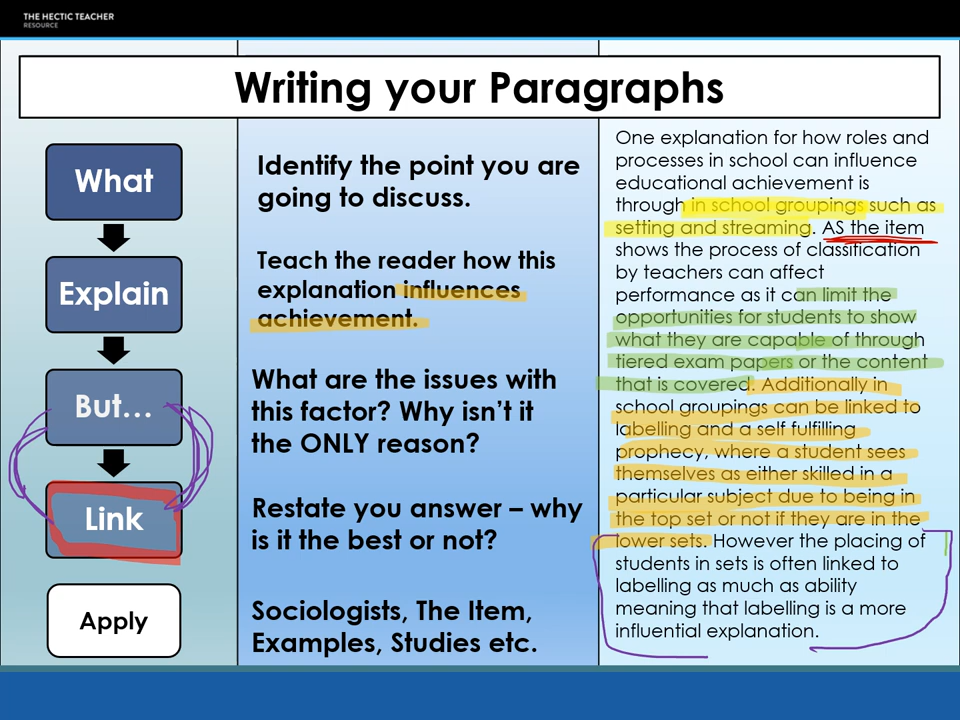 THE HECTIC TEACHER
RESOURCE
Writing your Paragraphs
What
Explain
But...
Link
Apply
Identify the point you are
going to discuss.
Teach the reader how this
explanation influences
achievement.
What are the issues with
this factor? Why isn't it
the ONLY reason?
Restate you answer – why
is it the best or not?
Sociologists, The Item,
Examples, Studies etc.
One explanation for how roles and
processes in school can influence
educational achievement is
through in school groupings such as
setting and streaming. AS the item
shows the process of classification
by teachers can affect
performance as it can limit the
opportunities for students to show
what they are capable of through
tiered exam papers or the content
that is covered. Additionally in
school groupings can be linked to
labelling and a self fulfilling
prophecy, where a student sees
themselves as either skilled in a
particular subject due to being in
the top set or not if they are in the
lower sets. However the placing of
students in sets is often linked to
labelling as much as ability
meaning that labelling is a more
influential explanation.